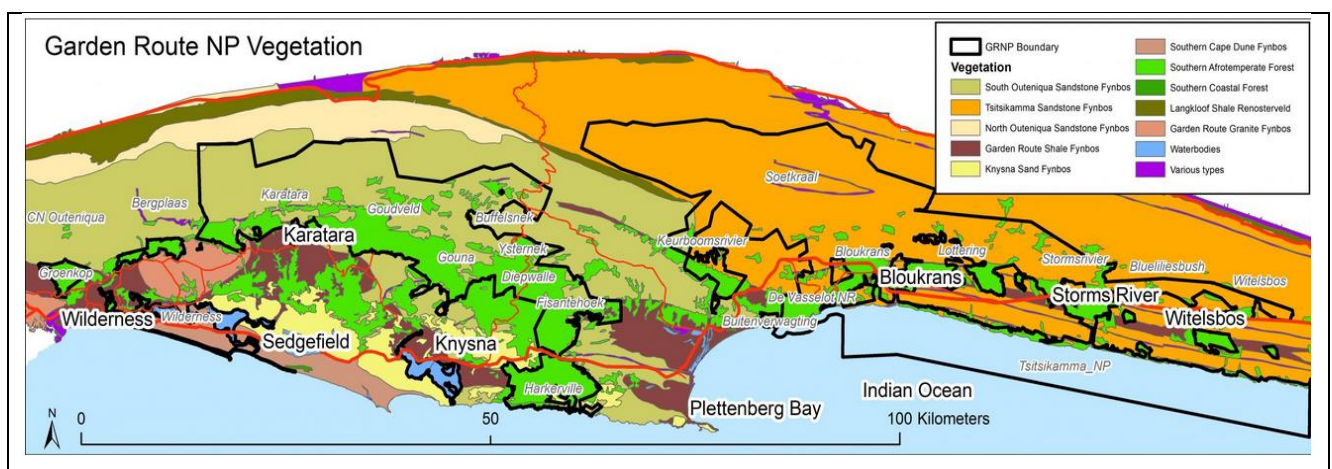 Garden Route NP Vegetation
GRNP Boundary
Vegetation
South Outeniqua Sandstone Fynbos
Tsitsikamma Sandstone Fynbos
North Outeniqua Sandstone Fynbos
Garden Route Shale Fynbos
Knysna Sand Fynbos
Southern Cape Dune Fynbos
Southern Afrotemperate Forest
Southern Coastal Forest
Langkloof Shale Renosterveld
Garden Route Granite Fynbos
Waterbodies
Various types
Soetkraal
Karatara
Bergplaas
Goudveld
CN Outeniqua
Buffelsnek
Karatara
Keurboomsrivier
Ysternek
Gouna
Bloukrans
Lottering
Stormsrivier
Groenkop
Diepwalle
Bloukrans
Blueliliesbush
Witelsbos
Fisantehoek
De Vasselot NR
Storms River
Wilderness
Wilderness
Buitenverwagting
Witelsbos
Sedgefield
Knysna
Tsitsikamma_NP
Harkerville
Indian Ocean
Plettenberg Bay
N
0
50
100 Kilometers